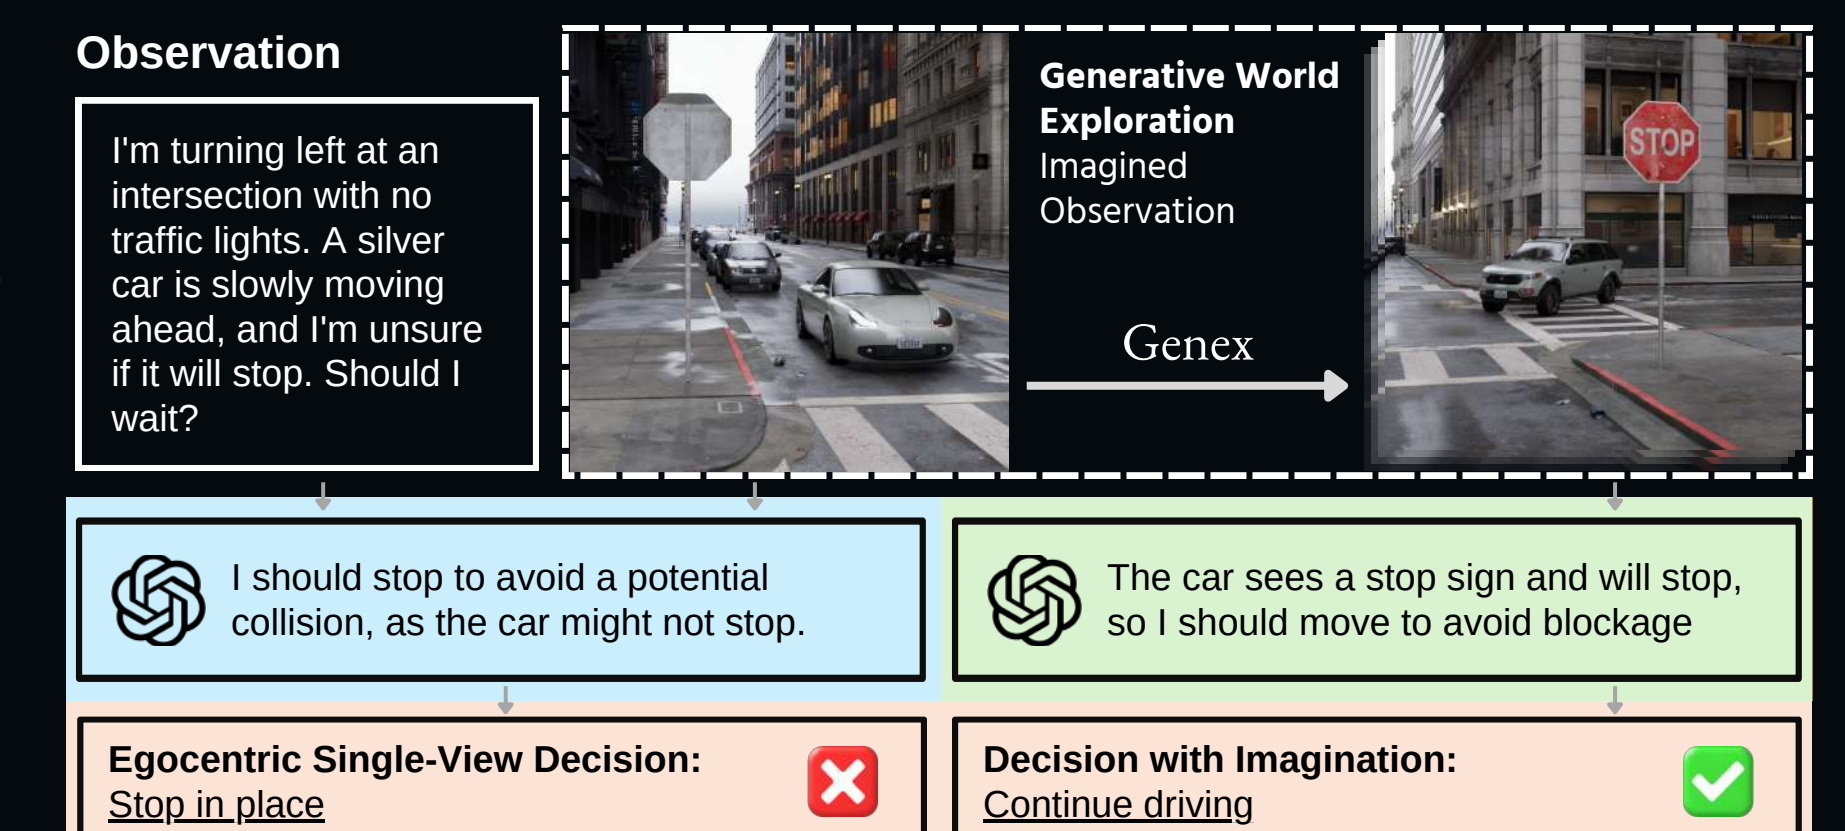 Observation
I'm turning left at an
intersection with no
traffic lights. A silver
car is slowly moving
ahead, and I'm unsure
if it will stop. Should I
wait?
Generative World
Exploration
Imagined
Observation
Genex
STOP
I should stop to avoid a potential
collision, as the car might not stop.
The car sees a stop sign and will stop,
so I should move to avoid blockage
Egocentric Single-View Decision:
Stop in place
Decision with Imagination:
Continue driving